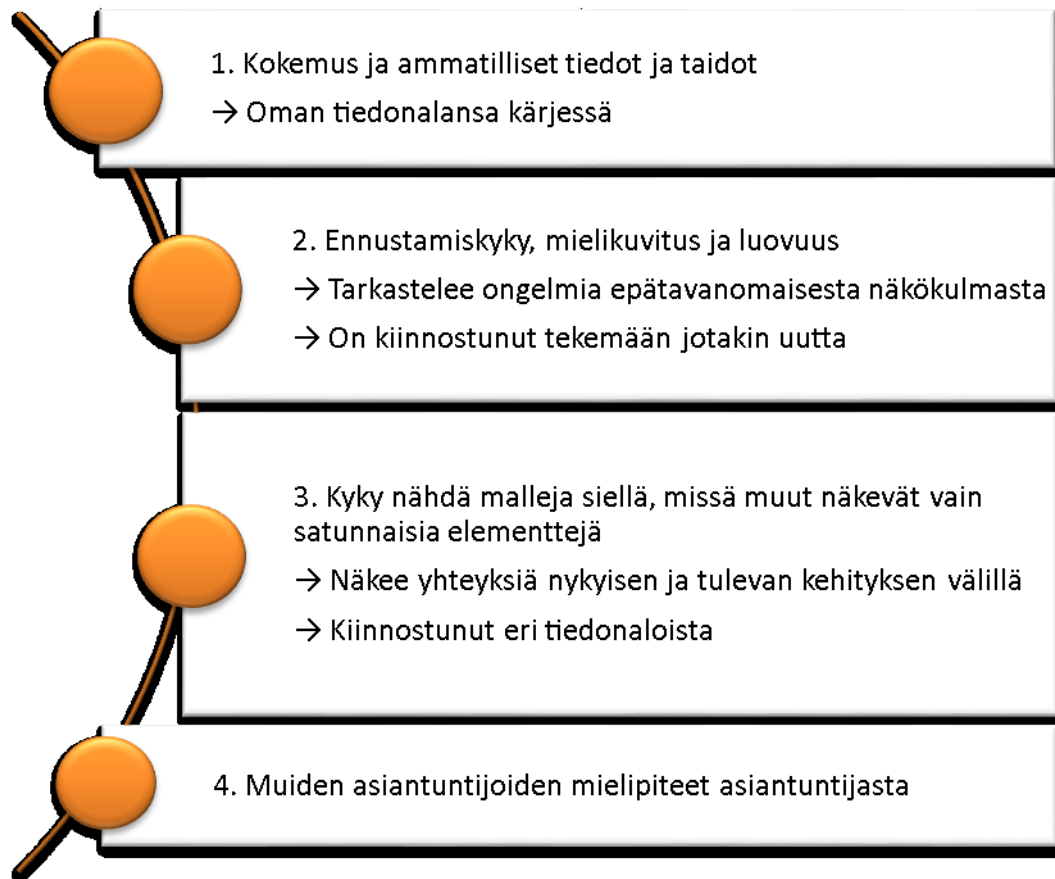 1. Kokemus ja ammatilliset tiedot ja taidot
→ Oman tiedonalansa kärjessä
2. Ennustamiskyky, mielikuvitus ja luovuus
→ Tarkastelee ongelmia epätavanomaisesta näkökulmasta
→ On kiinnostunut tekemään jotakin uutta
3. Kyky nähdä malleja siellä, missä muut näkevät vain
satunnaisia elementtejä
→ Näkee yhteyksiä nykyisen ja tulevan kehityksen välillä
→ Kiinnostunut eri tiedonaloista
4. Muiden asiantuntijoiden mielipiteet asiantuntijasta